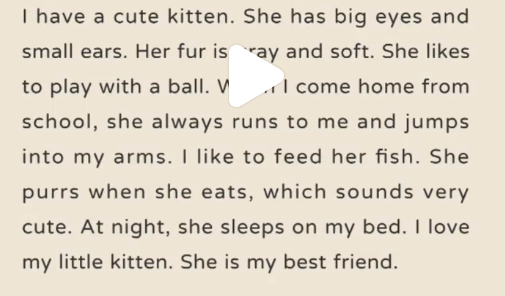 I have a cute kitten. She has big eyes and
small ears. Her fur is gray and soft. She likes
to play with a ball. When I come home from
school, she always runs to me and jumps
into my arms. I like to feed her fish. She
purrs when she eats, which sounds very
cute. At night, she sleeps on my bed. I love
my little kitten. She is my best friend.